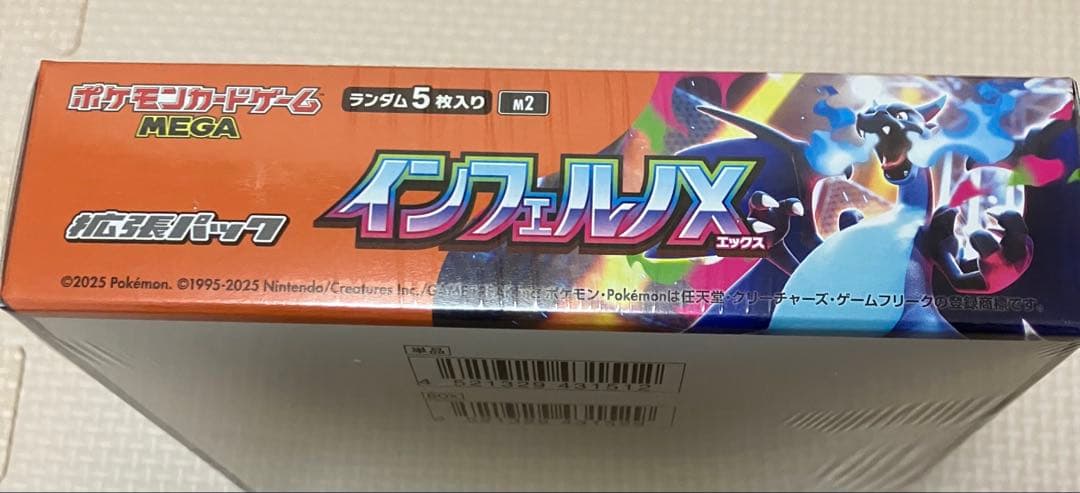 ポケモンカードゲーム
MEGA
ランダム5枚入り M2
インフェルノX
エックス
拡張パック
©2025 Pokémon. ©1995-2025 Nintendo/Creatures Inc./ ポケモン・Pokémonは任天堂・クリーチャーズ・ゲームフリークの登録商標です。
単品
4 521329 431512
BOX